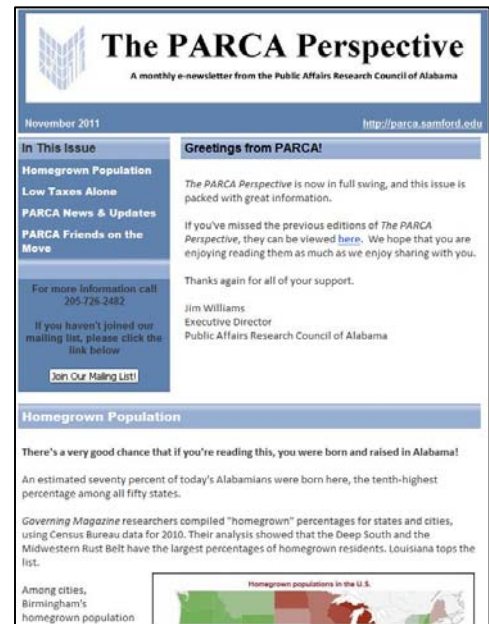 The PARCA Perspective
A monthly e-newsletter from the Public Affairs Research Council of Alabama
November 2011
http://parca.samford.edu
In This Issue
Homegrown Population
Low Taxes Alone
PARCA News & Updates
PARCA Friends on the
Move
For more information call
205-726-2482
If you haven't joined our
mailing list, please click the
link below
Join Our Mailing List!
Greetings from PARCA!
The PARCA Perspective is now in full swing, and this issue is
packed with great information.
If you've missed the previous editions of The PARCA
Perspective, they can be viewed here. We hope that you are
enjoying reading them as much as we enjoy sharing with you.
Thanks again for all of your support.
Jim Williams
Executive Director
Public Affairs Research Council of Alabama
Homegrown Population
There's a very good chance that if you're reading this, you were born and raised in Alabama!
An estimated seventy percent of today's Alabamians were born here, the tenth-highest
percentage among all fifty states.
Governing Magazine researchers compiled "homegrown" percentages for states and cities,
using Census Bureau data for 2010. Their analysis showed that the Deep South and the
Midwestern Rust Belt have the largest percentages of homegrown residents. Louisiana tops the
list.
Among cities,
Birmingham's
homegrown population
Homegrown populations in the U.S.